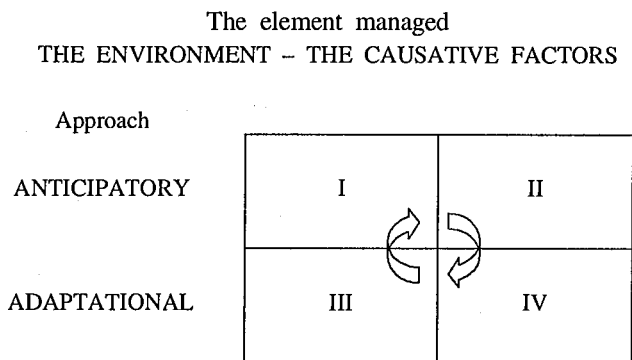 The element managed
THE ENVIRONMENT – THE CAUSATIVE FACTORS
Approach
ANTICIPATORY I II
ADAPTATIONAL III IV